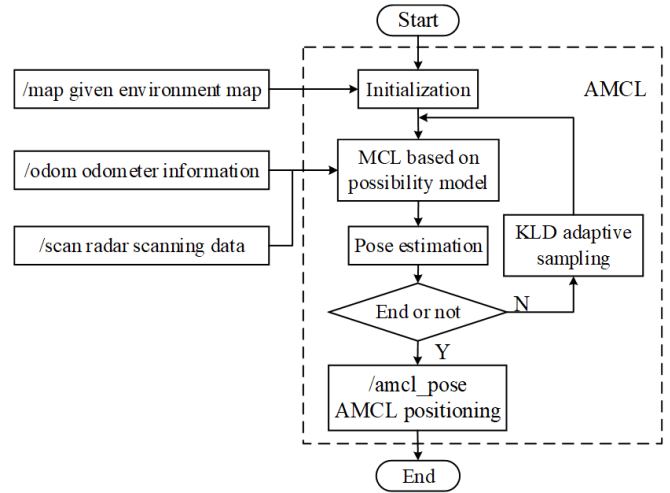 Start
/map given environment map
Initialization
AMCL
/odom odometer information
MCL based on
possibility model
/scan radar scanning data
Pose estimation
KLD adaptive
sampling
End or not
N
Y
/amcl_pose
AMCL positioning
End